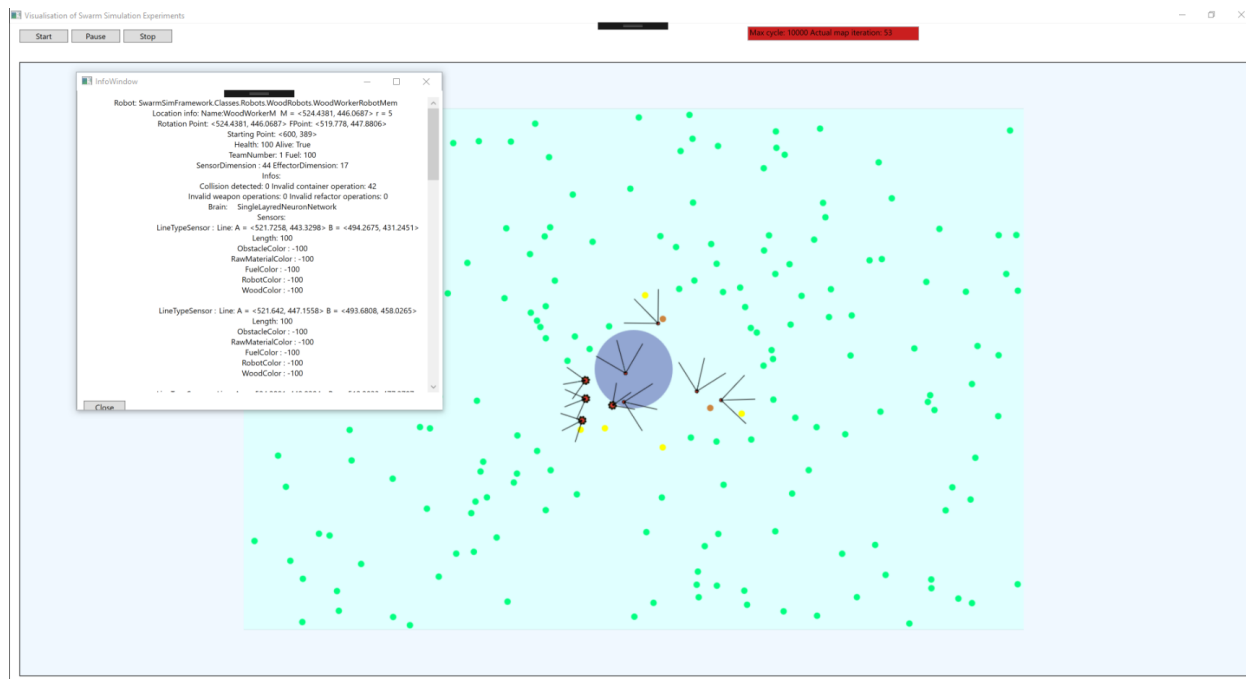 Visualisation of Swarm Simulation Experiments
Start Pause Stop
Max cycle: 10000 Actual map iteration: 53
InfoWindow
Robot: SwarmSimFramework.Classes.Robots.WoodRobots.WoodWorkerRobotMem
Location info: Name:WoodWorkerM M = <524.4381, 446.0687> r = 5
Rotation Point: <524.4381, 446.0687> FPoint: <519.778, 447.8806>
Starting Point: <600, 389>
Health: 100 Alive: True
TeamNumber: 1 Fuel: 100
SensorDimension : 44 EffectorDimension: 17
Infos:
Collision detected: 0 Invalid container operation: 42
Invalid weapon operations: 0 Invalid refactor operations: 0
Brain: SingleLayredNeuronNetwork
Sensors:
LineTypeSensor : Line: A = <521.7258, 443.3298> B = <494.2675, 431.2451>
Length: 100
ObstacleColor : -100
RawMaterialColor : -100
FuelColor : -100
RobotColor : -100
WoodColor : -100
LineTypeSensor : Line: A = <521.642, 447.1558> B = <493.6808, 458.0265>
Length: 100
ObstacleColor : -100
RawMaterialColor : -100
FuelColor : -100
RobotColor : -100
WoodColor : -100
Close